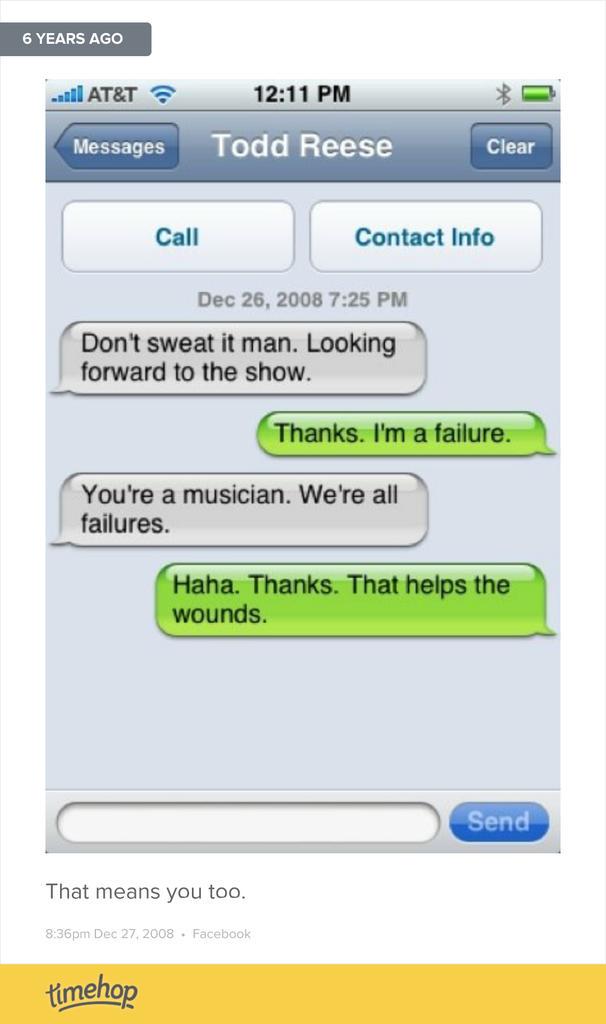 6 YEARS AGO
AT&T 12:11 PM
Messages Todd Reese Clear
Call Contact Info
Dec 26, 2008 7:25 PM
Don't sweat it man. Looking
forward to the show.
Thanks. I'm a failure.
You're a musician. We're all
failures.
Haha. Thanks. That helps the
wounds.
Send
That means you too.
8:36pm Dec 27, 2008 • Facebook
timehop